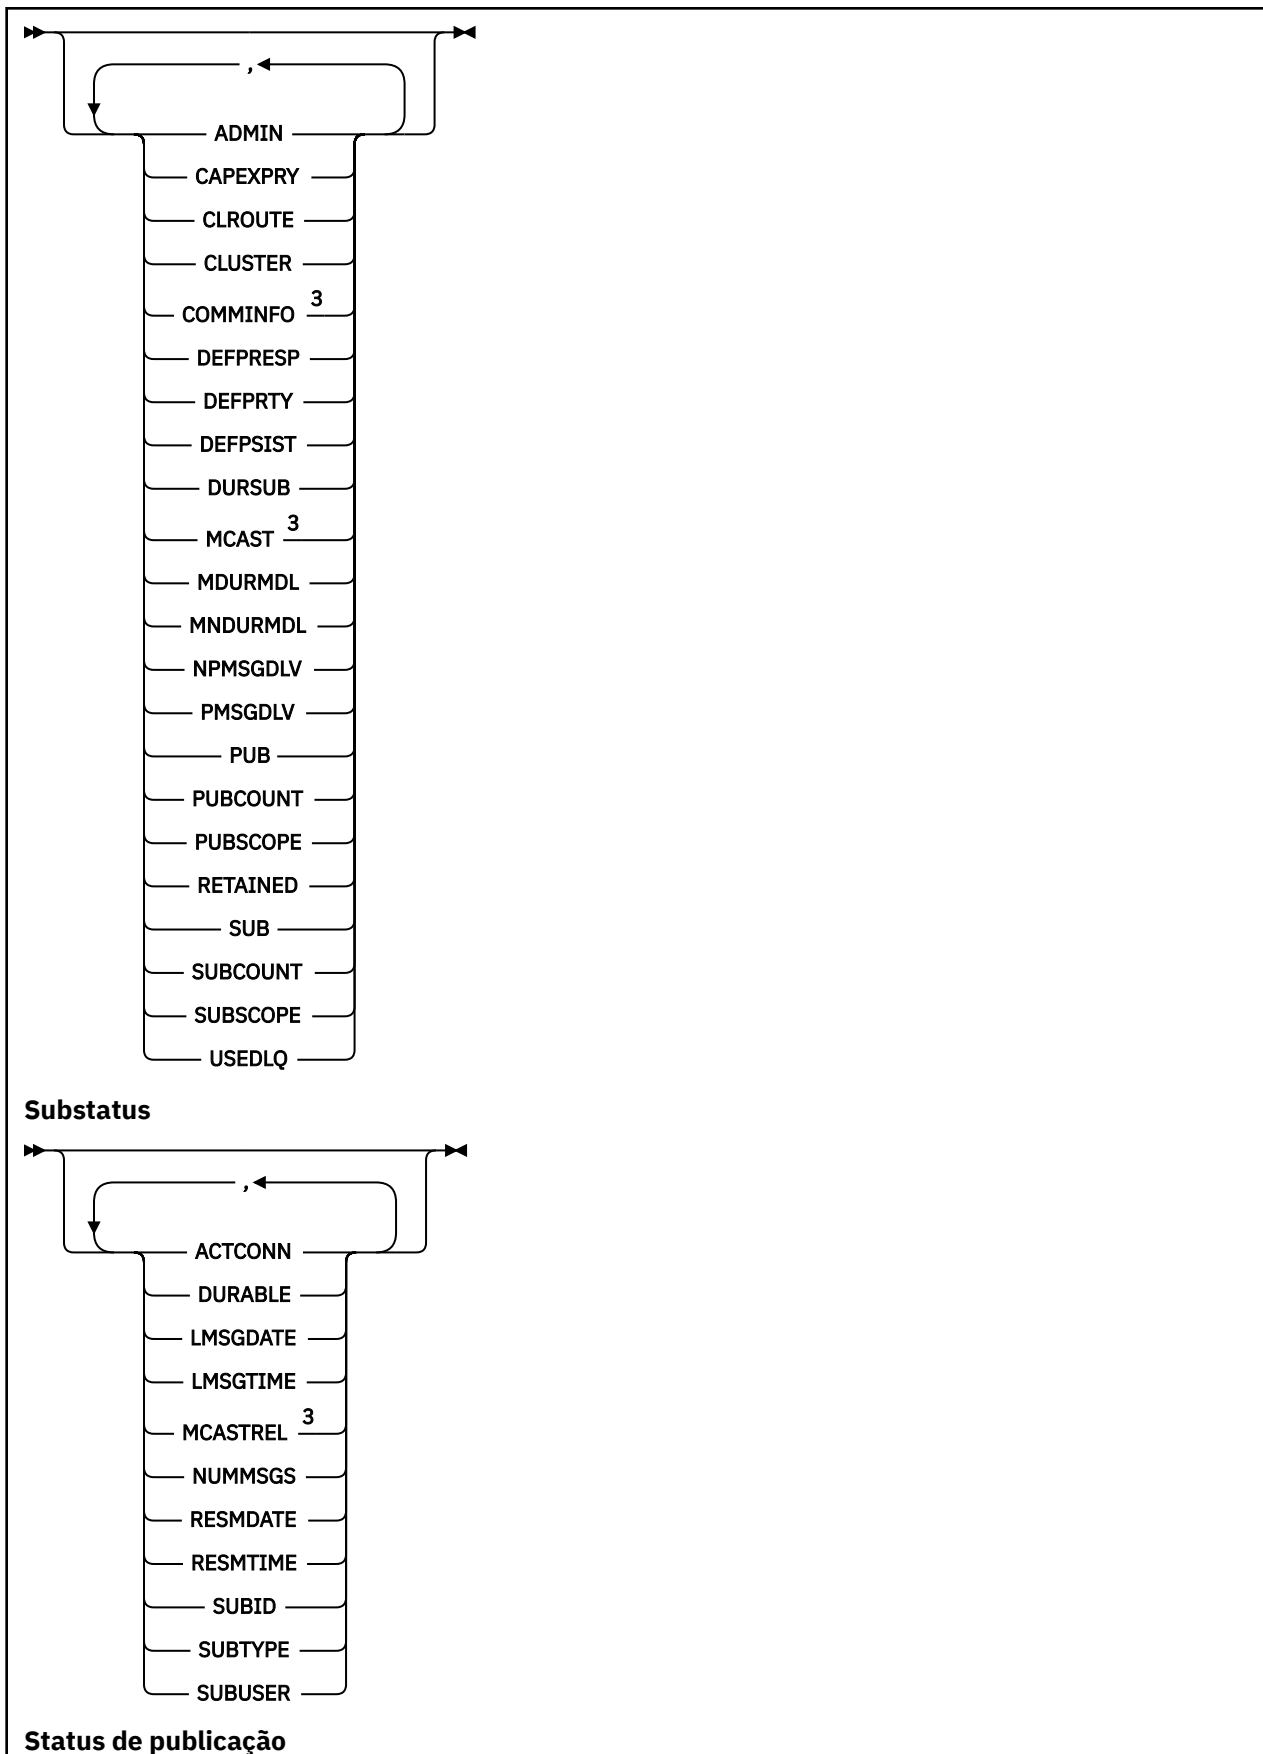 ,
ADMIN
CAPEXPRY
CLROUTE
CLUSTER
COMMINFO 3
DEFPRESP
DEFPRTY
DEFPSIST
DURSUB
MCAST 3
MDURMDL
MNDURMDL
NPMSGDLV
PMSGDLV
PUB
PUBCOUNT
PUBSCOPE
RETAINED
SUB
SUBCOUNT
SUBSCOPE
USEDLQ
Substatus
,
ACTCONN
DURABLE
LMSGDATE
LMSGTIME
MCASTREL 3
NUMMSGS
RESMDATE
RESMTIME
SUBID
SUBTYPE
SUBUSER
Status de publicação